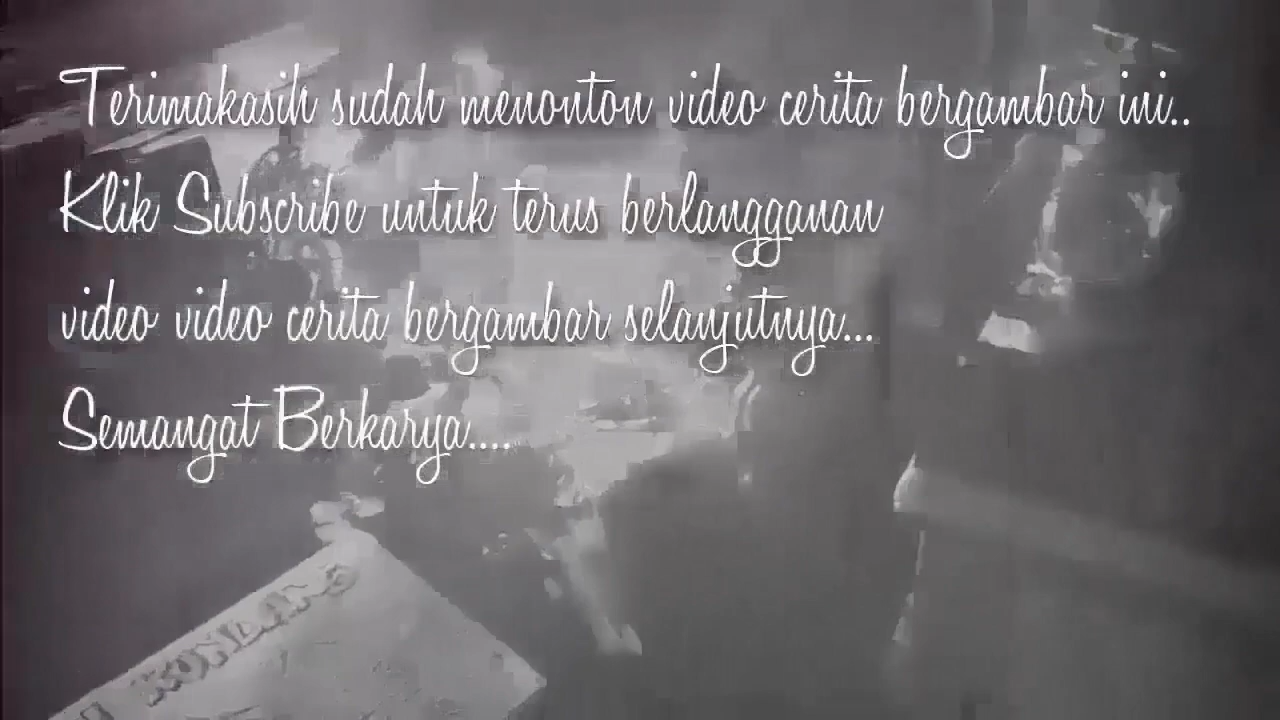 Terimakasih sudah menonton video cerita bergambar ini..
Klik Subscribe untuk terus berlangganan
video video cerita bergambar selanjutnya...
Semangat Berkarya....